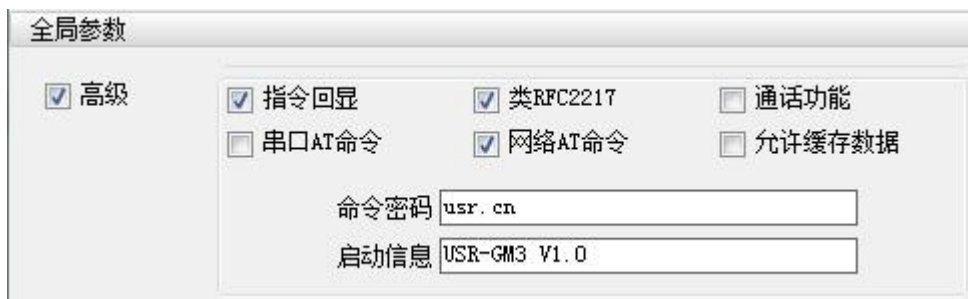 全局参数
高级
指令回显 类RFC2217 通话功能
串口AT命令 网络AT命令 允许缓存数据
命令密码 usr.cn
启动信息 USR-GM3 V1.0